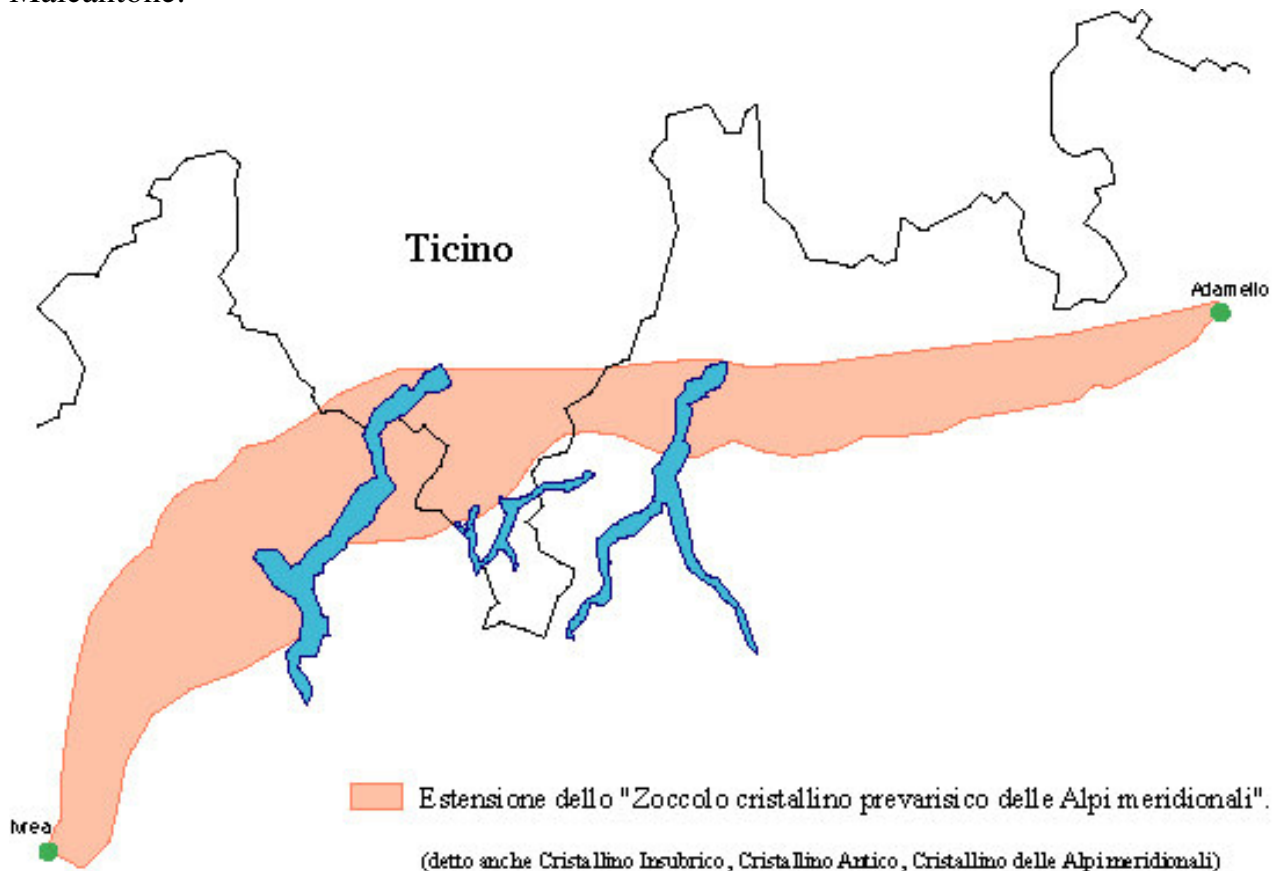 Malcantone.
Ticino
Adamello
Ivrea
Estensione dello "Zoccolo cristallino prevarisico delle Alpi meridionali".
(detto anche Cristallino Insubrico, Cristallino Antico, Cristallino delle Alpi meridionali)